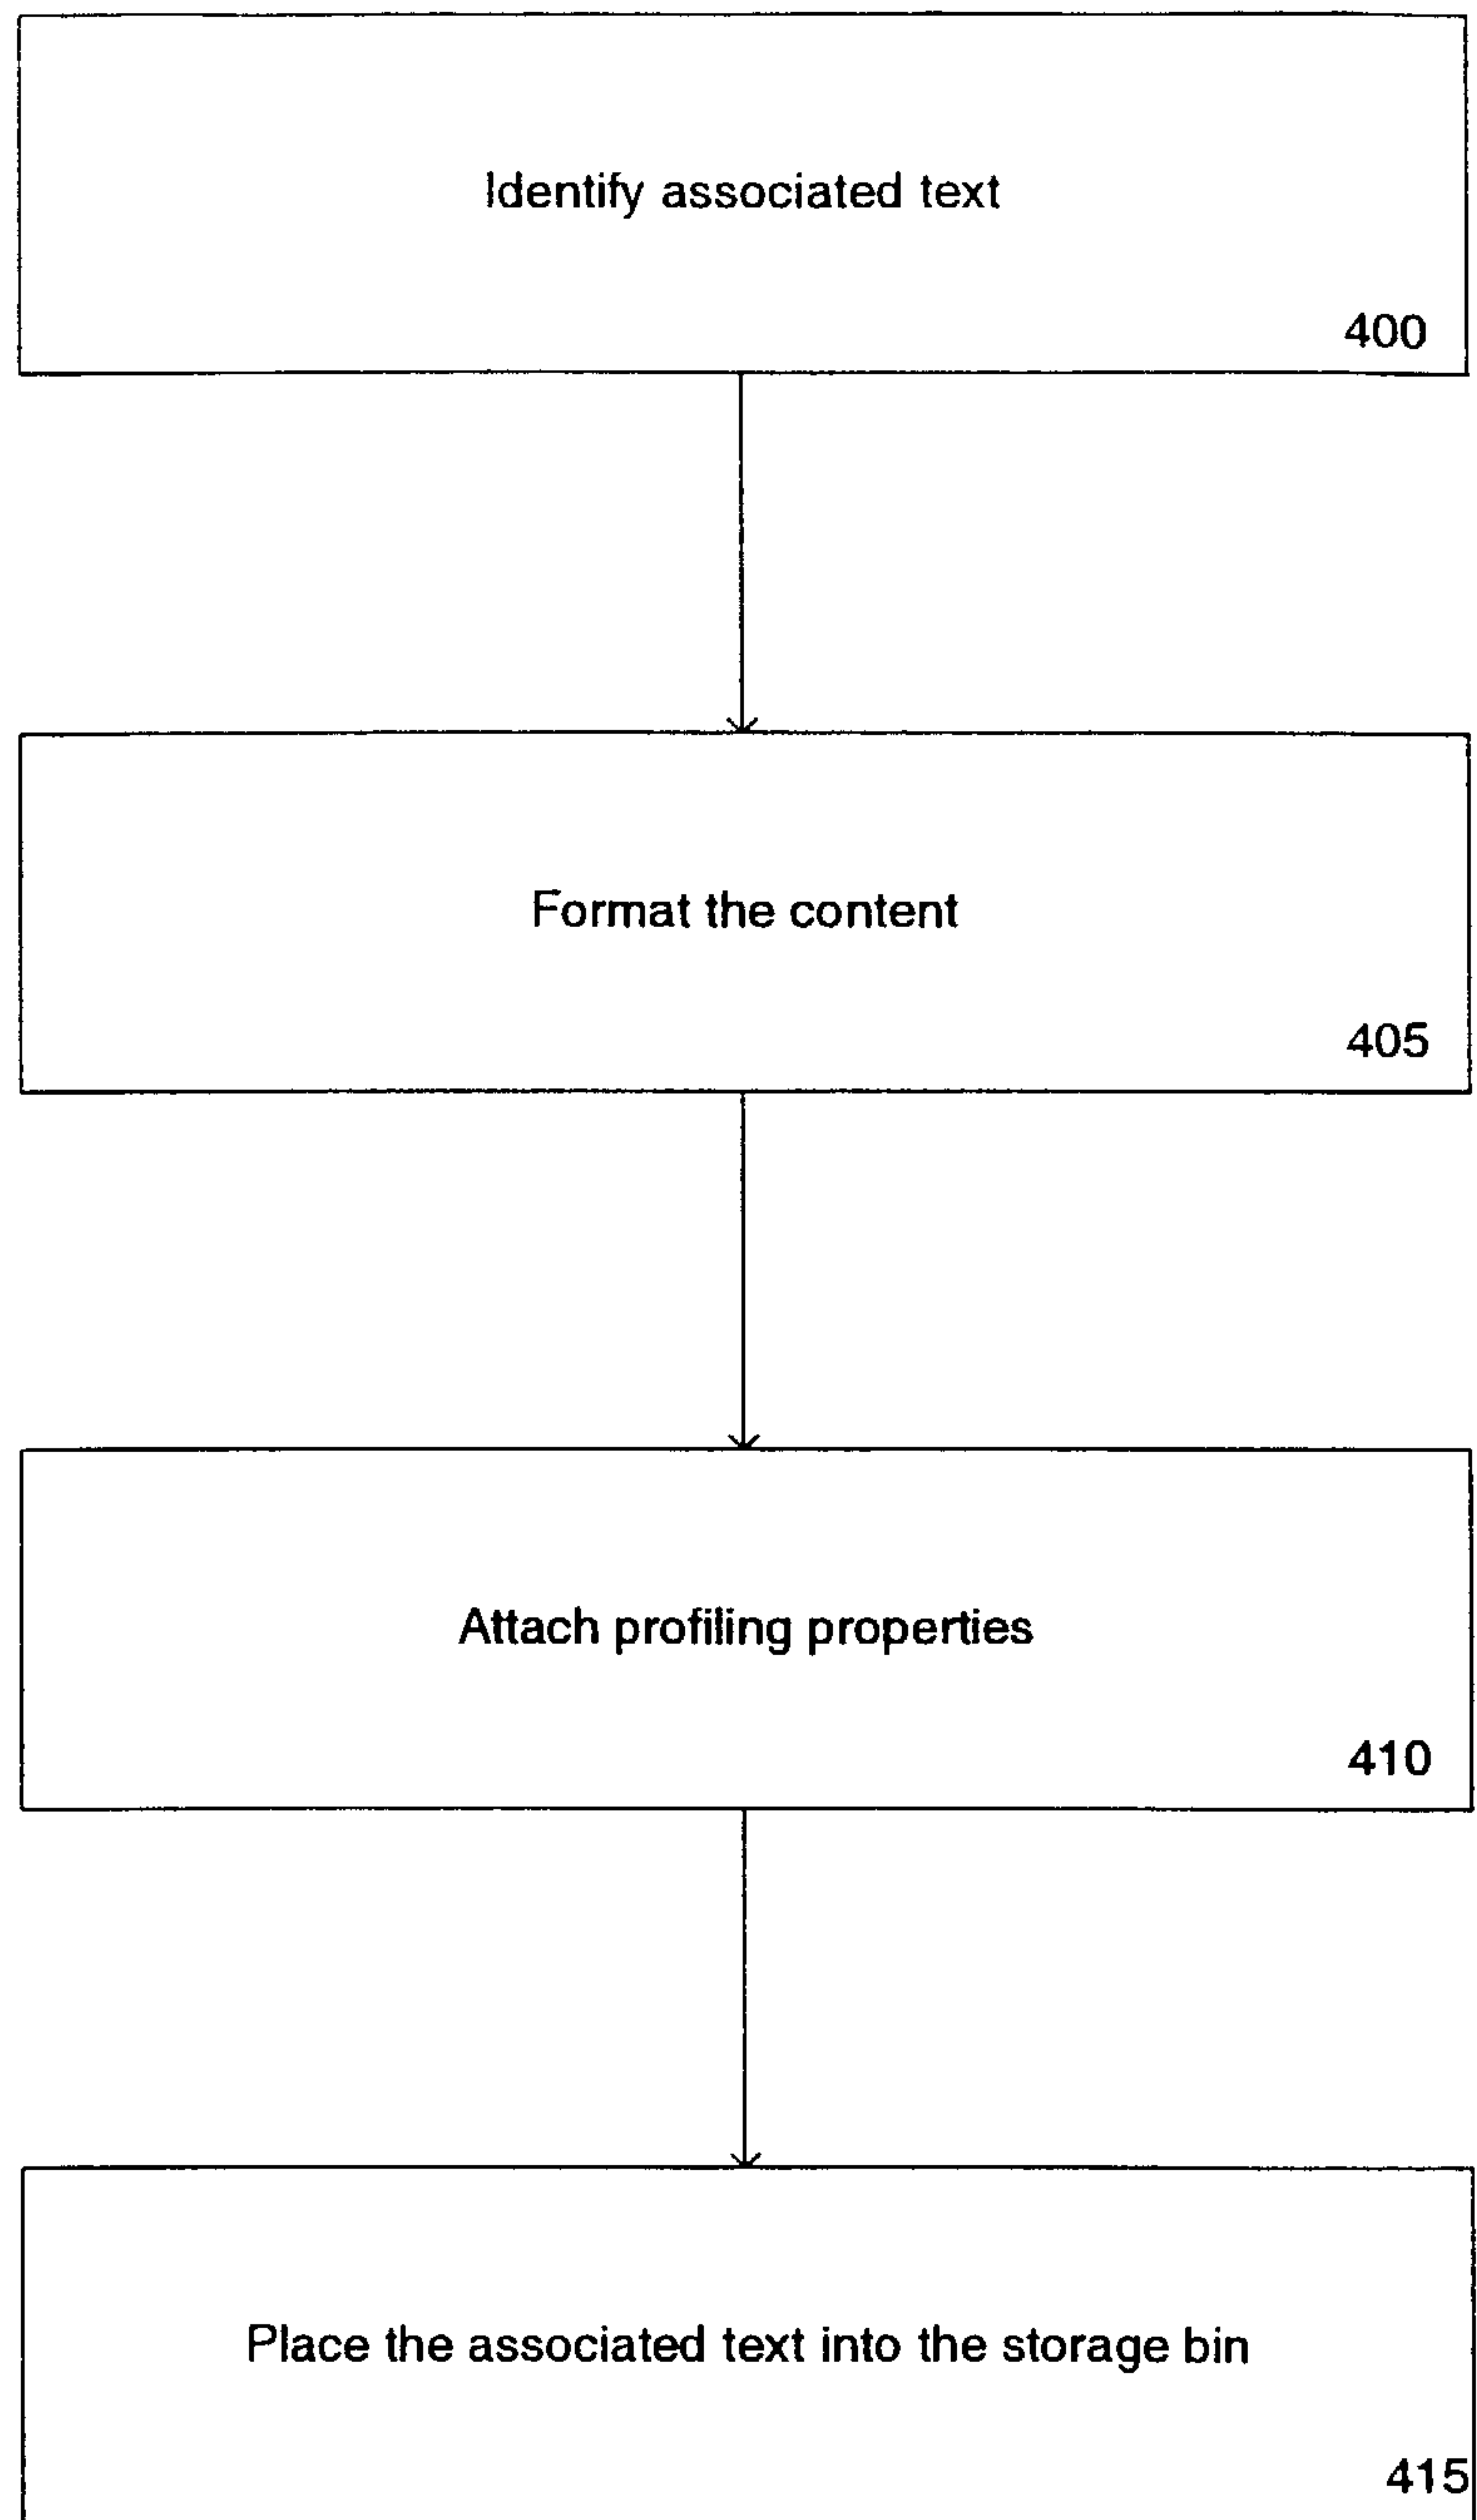 Identify associated text
400
Format the content
405
Attach profiling properties
410
Place the associated text into the storage bin
415